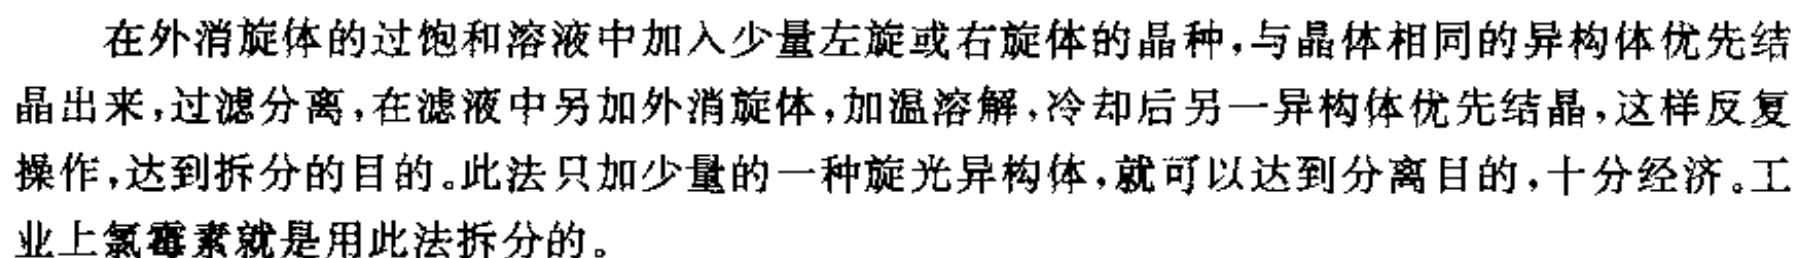 在外消旋体的过饱和溶液中加入少量左旋或右旋体的晶种,与晶体相同的异构体优先结
晶出来,过滤分离,在滤液中另加外消旋体,加温溶解,冷却后另一异构体优先结晶,这样反复
操作,达到拆分的目的。此法只加少量的一种旋光异构体,就可以达到分离目的,十分经济。工
业上氯霉素就是用此法拆分的。